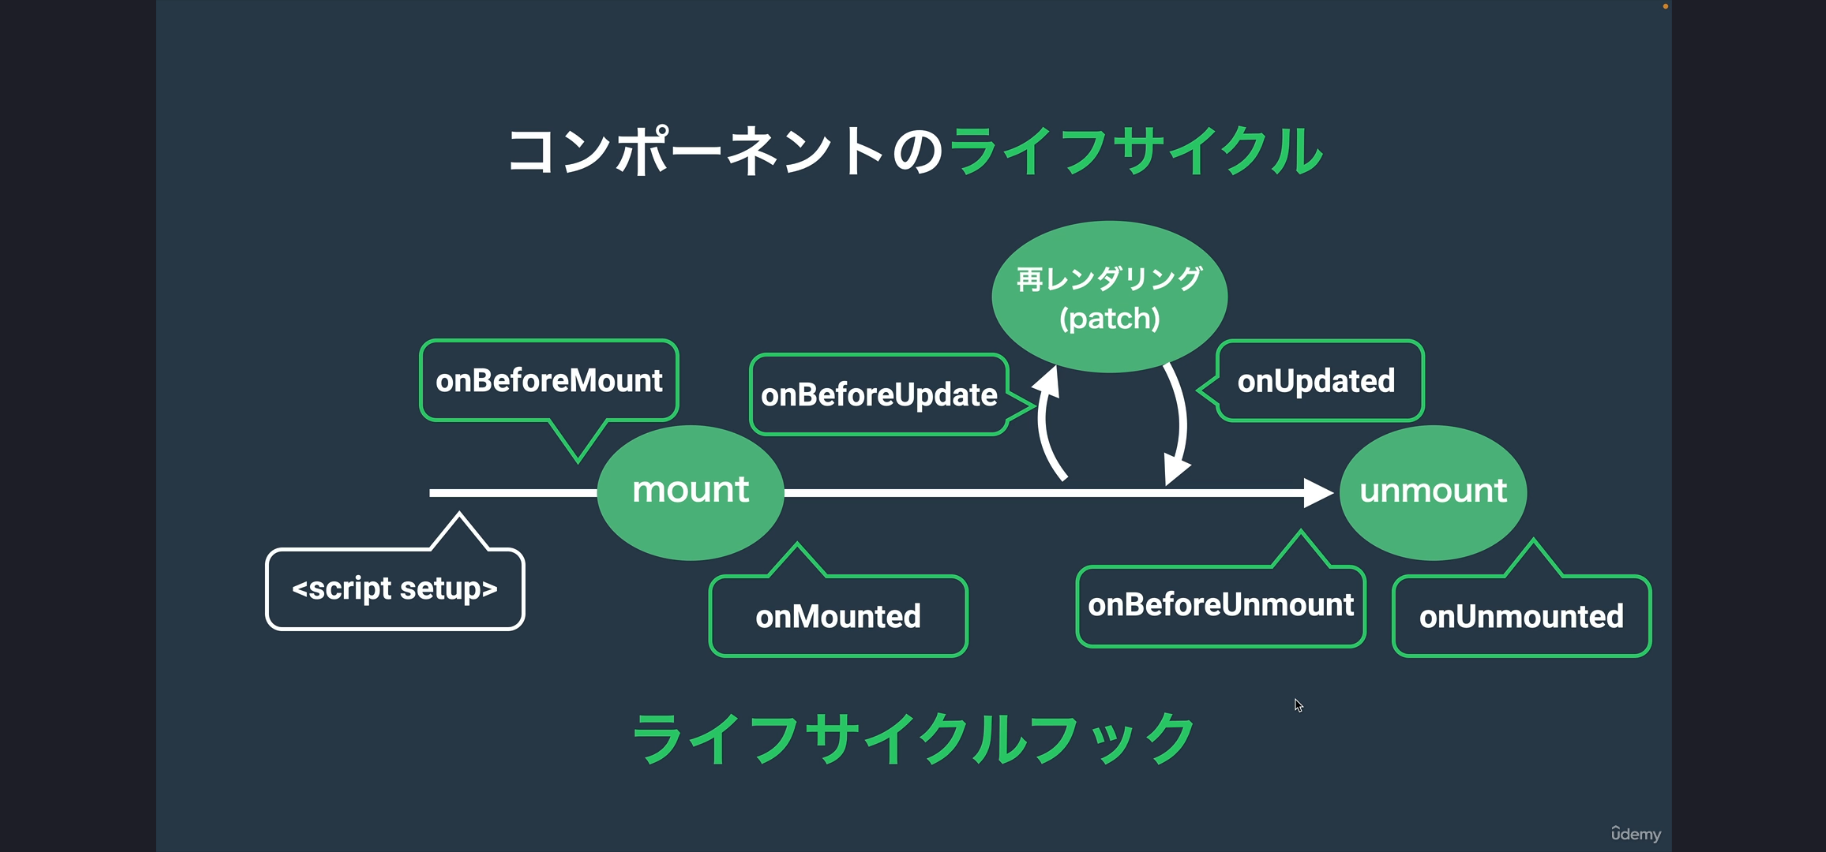 コンポーネントのライフサイクル
再レンダリング
(patch)
onBeforeMount
onBeforeUpdate
onUpdated
mount
unmount
<script setup>
onMounted
onBeforeUnmount
onUnmounted
ライフサイクルフック
ûdemy